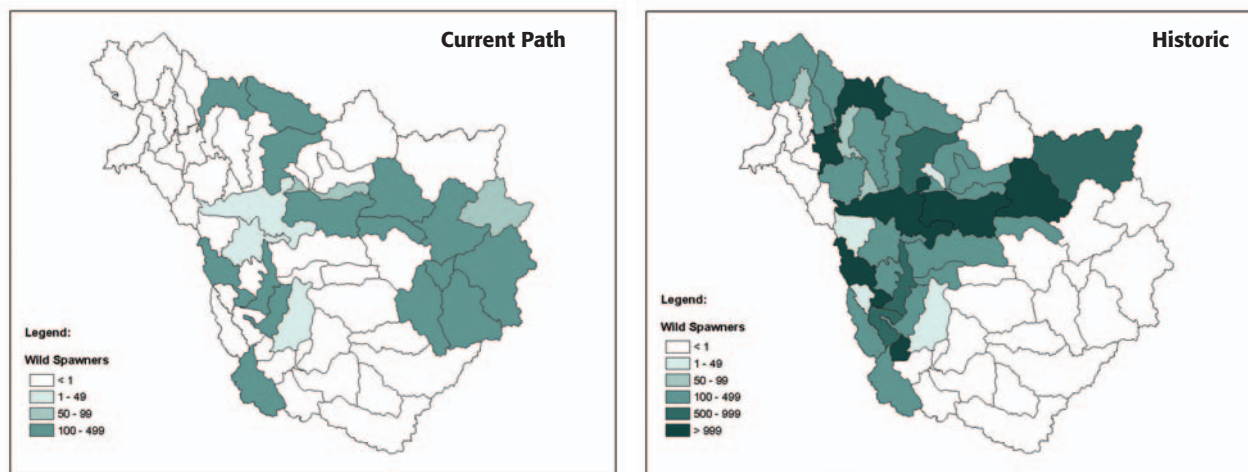 Current Path
Legend:
Wild Spawners
< 1
1 - 49
50 - 99
100 - 499
Historic
Legend:
Wild Spawners
< 1
1 - 49
50 - 99
100 - 499
500 - 999
> 999